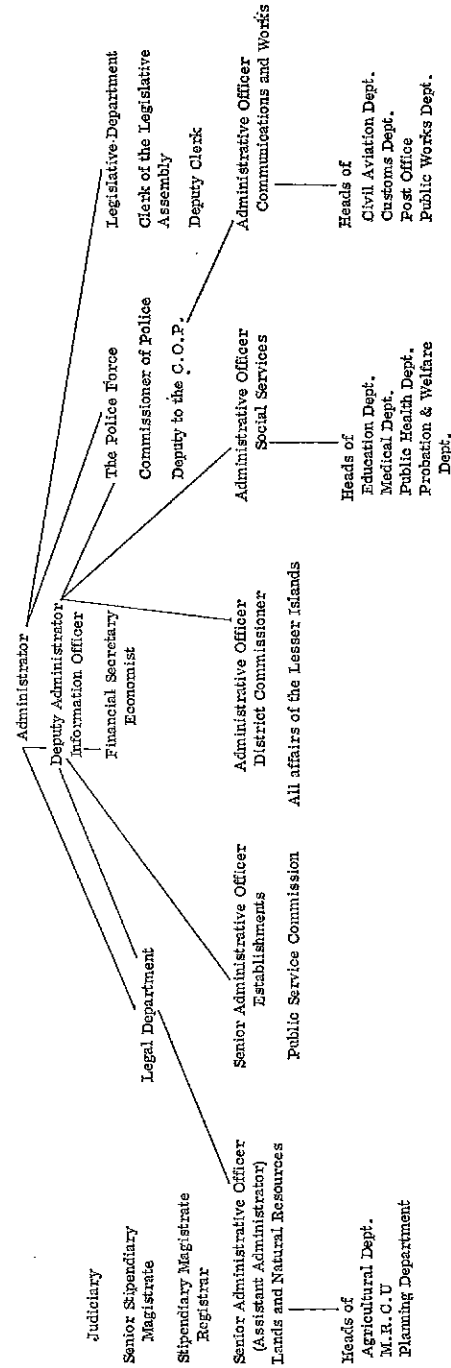 Administrator
Deputy Administrator
Information Officer
Financial Secretary
Economist
Judiciary
Senior Stipendiary
Magistrate
Stipendiary Magistrate
Registrar
Legal Department
The Police Force
Commissioner of Police
Deputy to the C.O.P.
Legislative Department
Clerk of the Legislative
Assembly
Deputy Clerk
Senior Administrative Officer
(Assistant Administrator)
Lands and Natural Resources
Heads of
Agricultural Dept.
M.R.C.U
Planning Department
Senior Administrative Officer
Establishments
Public Service Commission
Administrative Officer
District Commissioner
All affairs of the Lesser Islands
Administrative Officer
Social Services
Heads of
Education Dept.
Medical Dept.
Public Health Dept.
Probation & Welfare
Dept.
Administrative Officer
Communications and Works
Heads of
Civil Aviation Dept.
Customs Dept.
Post Office
Public Works Dept.